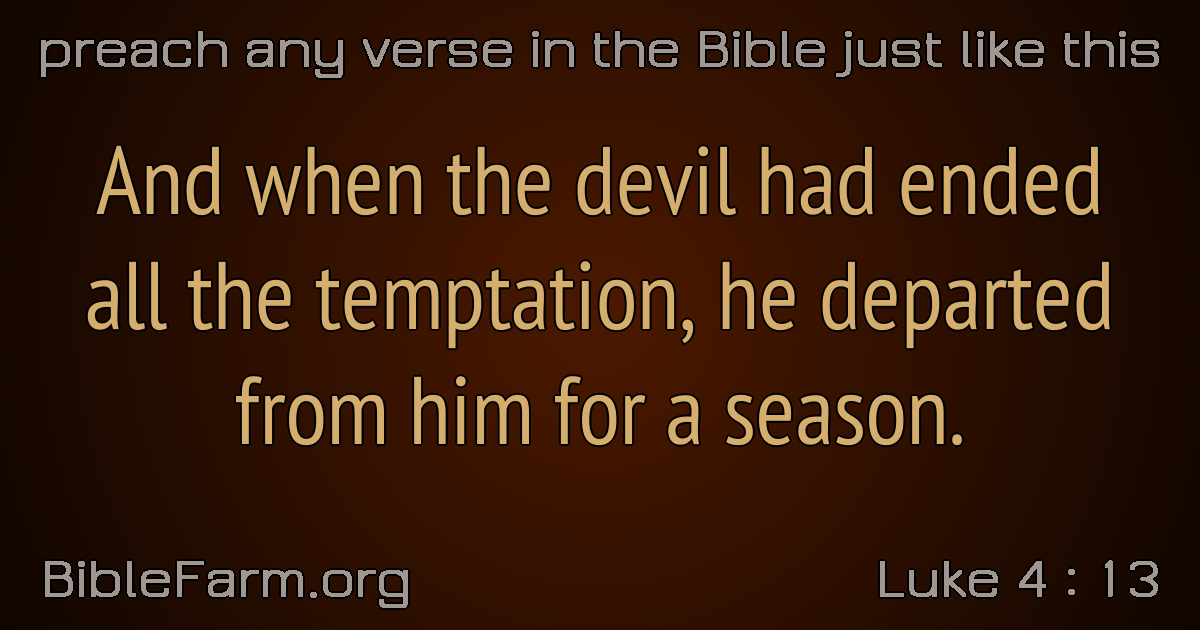 preach any verse in the Bible just like this
And when the devil had ended
all the temptation, he departed
from him for a season.
BibleFarm.org
Luke 4 : 13